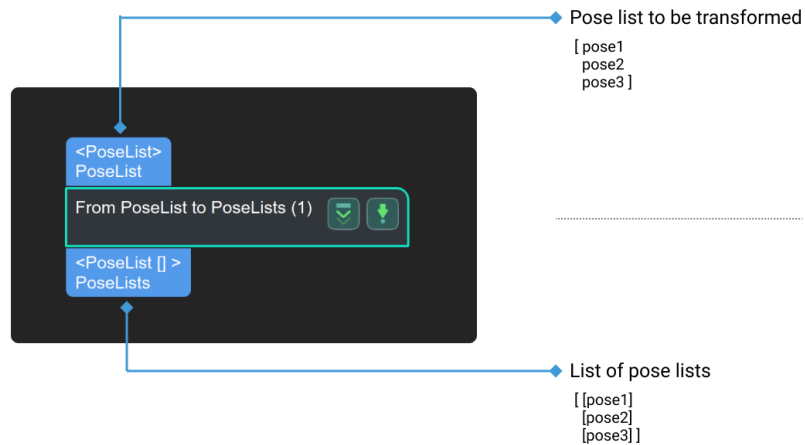 Pose list to be transformed
[ pose1
pose2
pose3 ]
<PoseList>
PoseList
From PoseList to PoseLists (1)
<PoseList [] >
PoseLists
List of pose lists
[ [pose1]
[pose2]
[pose3] ]